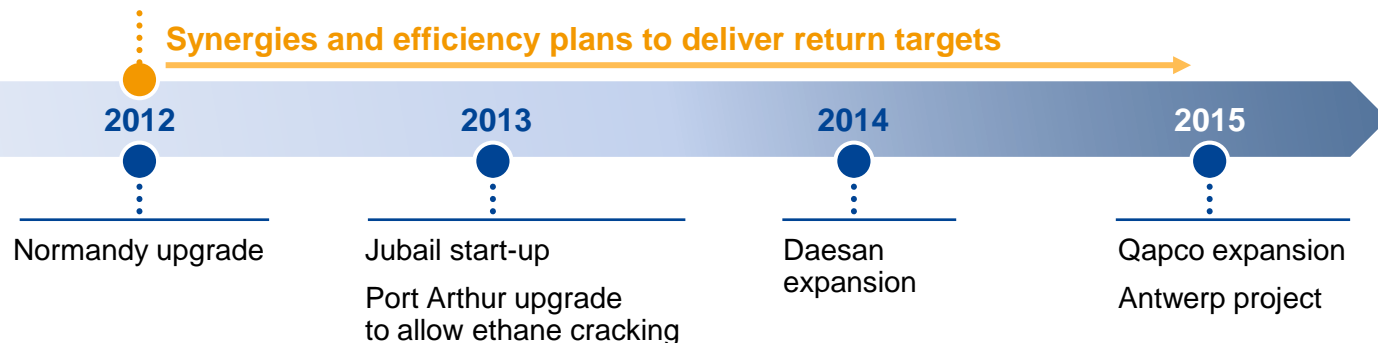 Synergies and efficiency plans to deliver return targets
2012
2013
2014
2015
Normandy upgrade
Jubail start-up
Port Arthur upgrade
to allow ethane cracking
Daesan
expansion
Qapco expansion
Antwerp project